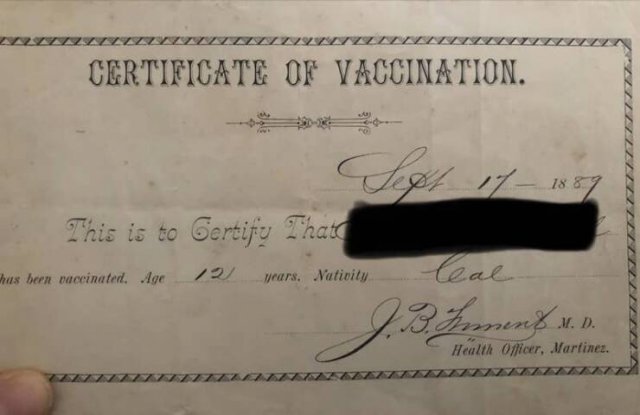 CERTIFICATE OF VACCINATION.
Sept 17 — 1889
This is to Certify That
has been vaccinated. Age 12 years. Nativity Cal
J. B. M. D.
Health Officer, Martinez.